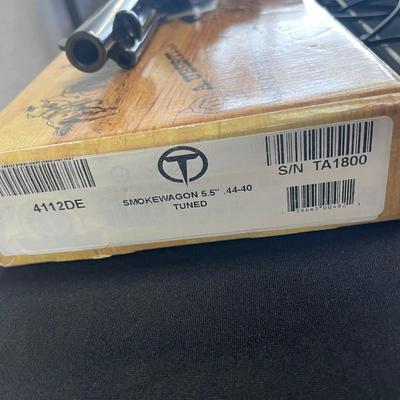 4112DE
SMOKEWAGON 5.5" .44-40
TUNED
S/N TA1800